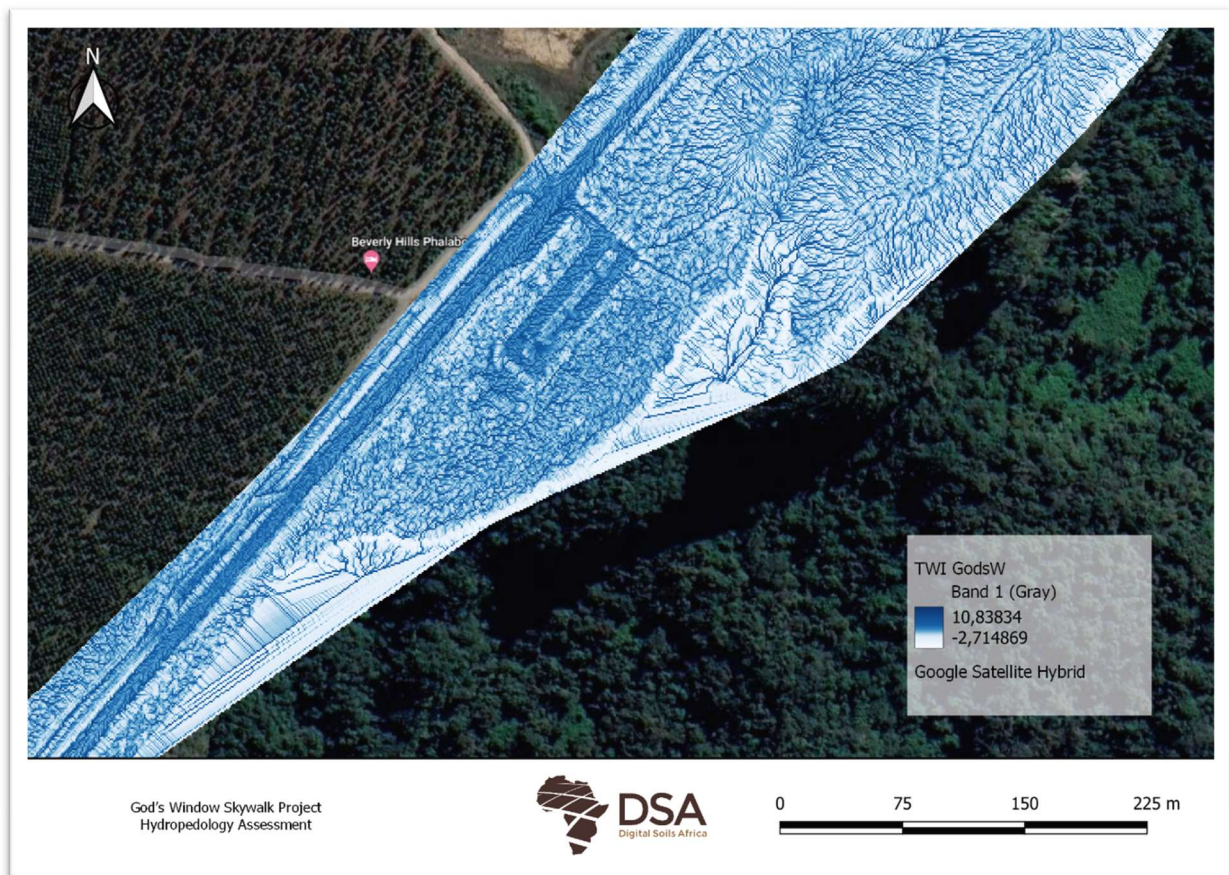 N
Beverly Hills Phalabo
TWI GodsW
Band 1 (Gray)
10,83834
-2,714869
Google Satellite Hybrid
God's Window Skywalk Project
Hydropedology Assessment
DSA
Digital Soils Africa
0 75 150 225 m